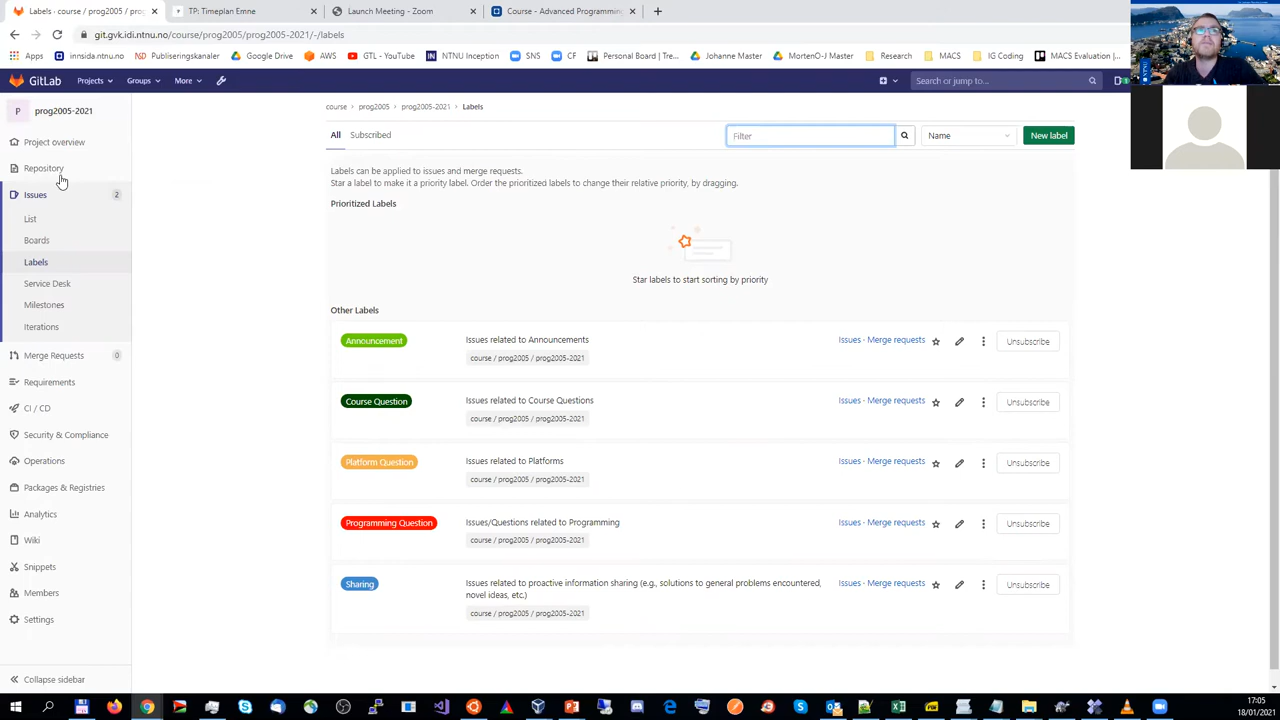 Labels · course / prog2005 / prog
TP: Timeplan Emne
Launch Meeting - Zoom
Course - Advanced Programming
git.gvk.idi.ntnu.no/course/prog2005/prog2005-2021/-/labels
Apps
innsida.ntnu.no
Publiseringskanaler
Google Drive
AWS
GTL - YouTube
NTNU Inception
SNS
CF
Personal Board | Tre...
Johanne Master
MortenO-J Master
Research
MACS
IG Coding
MACS Evaluation [...
GitLab
Projects
Groups
More
Search or jump to...
P
prog2005-2021
Project overview
Repository
Issues
2
List
Boards
Labels
Service Desk
Milestones
Iterations
Merge Requests
0
Requirements
CI / CD
Security & Compliance
Operations
Packages & Registries
Analytics
Wiki
Snippets
Members
Settings
Collapse sidebar
course › prog2005 › prog2005-2021 › Labels
All
Subscribed
Filter
Name
New label
Labels can be applied to issues and merge requests.
Star a label to make it a priority label. Order the prioritized labels to change their relative priority, by dragging.
Prioritized Labels
Star labels to start sorting by priority
Other Labels
Announcement
Issues related to Announcements
Issues · Merge requests
Unsubscribe
course / prog2005 / prog2005-2021
Course Question
Issues related to Course Questions
Issues · Merge requests
Unsubscribe
course / prog2005 / prog2005-2021
Platform Question
Issues related to Platforms
Issues · Merge requests
Unsubscribe
course / prog2005 / prog2005-2021
Programming Question
Issues/Questions related to Programming
Issues · Merge requests
Unsubscribe
course / prog2005 / prog2005-2021
Sharing
Issues related to proactive information sharing (e.g., solutions to general problems encountered,
novel ideas, etc.)
Issues · Merge requests
Unsubscribe
course / prog2005 / prog2005-2021
17:05
18/01/2021